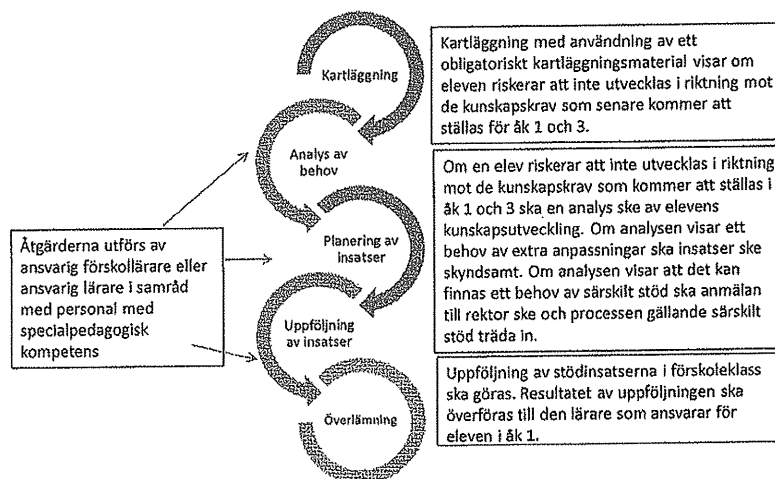 Kartläggning
Analys av
behov
Planering av
insatser
Uppföljning
av insatser
Överlämning
Åtgärderna utförs av
ansvarig förskollärare eller
ansvarig lärare i samråd
med personal med
specialpedagogisk
kompetens
Kartläggning med användning av ett
obligatoriskt kartläggningsmaterial visar om
eleven riskerar att inte utvecklas i riktning mot
de kunskapskrav som senare kommer att
ställas för åk 1 och 3.
Om en elev riskerar att inte utvecklas i riktning
mot de kunskapskrav som kommer att ställas i
åk 1 och 3 ska en analys ske av elevens
kunskapsutveckling. Om analysen visar ett
behov av extra anpassningar ska insatser ske
skyndsamt. Om analysen visar att det kan
finnas ett behov av särskilt stöd ska anmälan
till rektor ske och processen gällande särskilt
stöd träda in.
Uppföljning av stödinsatserna i förskoleklass
ska göras. Resultatet av uppföljningen ska
överföras till den lärare som ansvarar för
eleven i åk 1.